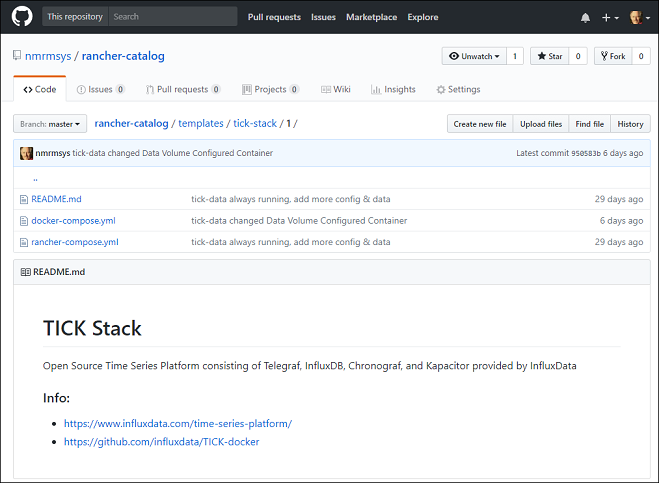 This repository Search Pull requests Issues Marketplace Explore
nmrmsys / rancher-catalog Unwatch 1 Star 0 Fork 0
Code Issues 0 Pull requests 0 Projects 0 Wiki Insights Settings
Branch: master rancher-catalog / templates / tick-stack / 1 / Create new file Upload files Find file History
nmrmsys tick-data changed Data Volume Configured Container Latest commit 950583b 6 days ago
..
README.md tick-data always running, add more config & data 29 days ago
docker-compose.yml tick-data changed Data Volume Configured Container 6 days ago
rancher-compose.yml tick-data always running, add more config & data 29 days ago
README.md
TICK Stack
Open Source Time Series Platform consisting of Telegraf, InfluxDB, Chronograf, and Kapacitor provided by InfluxData
Info:
https://www.influxdata.com/time-series-platform/
https://github.com/influxdata/TICK-docker